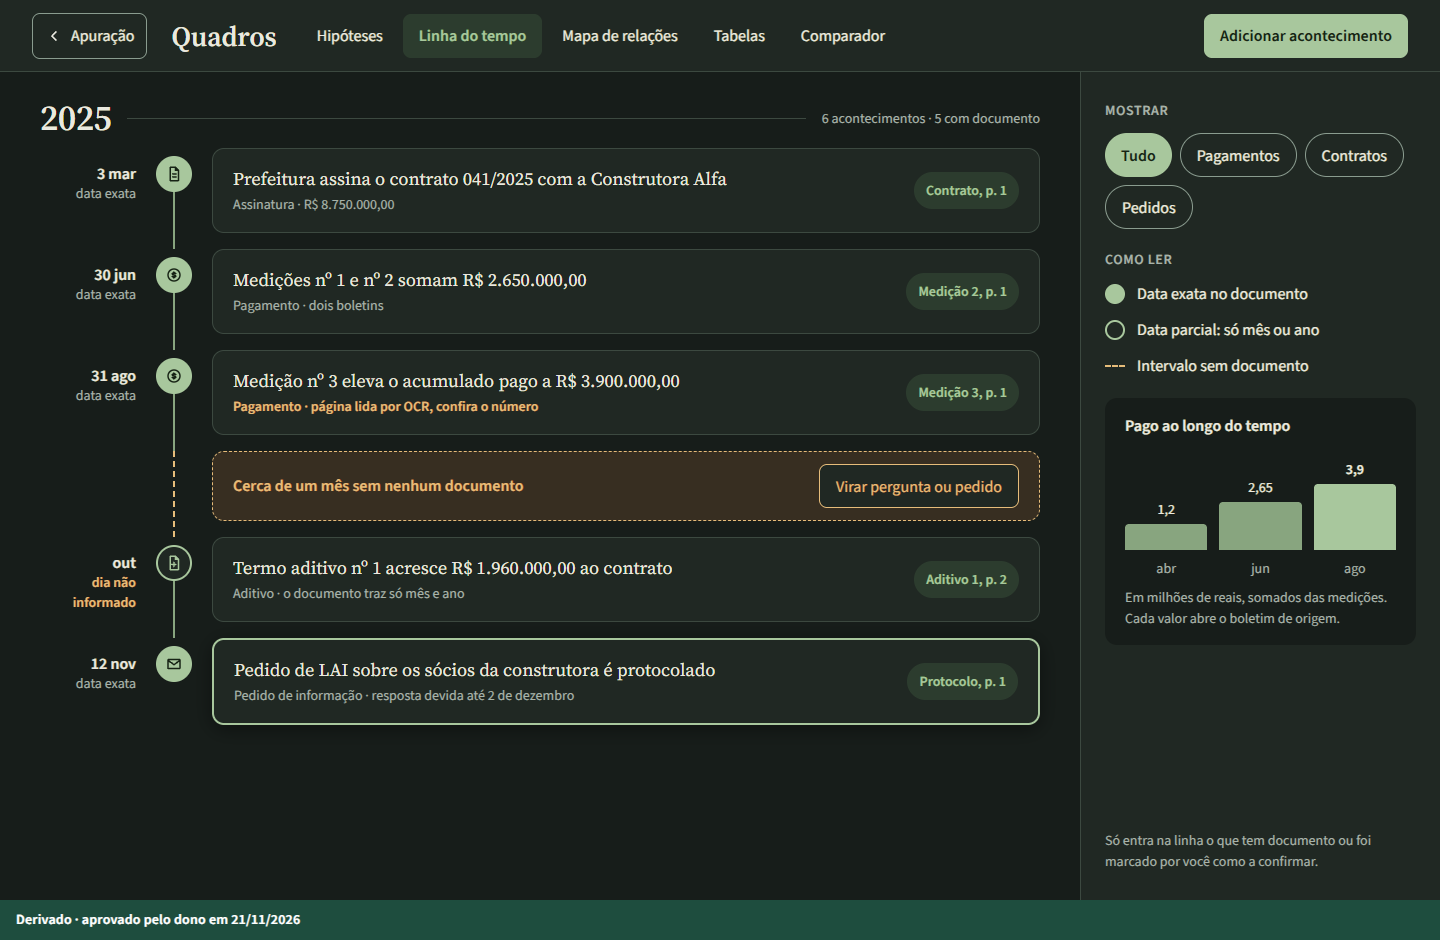 Apuração
Quadros
Hipóteses
Linha do tempo
Mapa de relações
Tabelas
Comparador
Adicionar acontecimento
2025
6 acontecimentos · 5 com documento
3 mar
data exata
Prefeitura assina o contrato 041/2025 com a Construtora Alfa
Assinatura · R$ 8.750.000,00
Contrato, p. 1
30 jun
data exata
Medições nº 1 e nº 2 somam R$ 2.650.000,00
Pagamento · dois boletins
Medição 2, p. 1
31 ago
data exata
Medição nº 3 eleva o acumulado pago a R$ 3.900.000,00
Pagamento · página lida por OCR, confira o número
Medição 3, p. 1
Cerca de um mês sem nenhum documento
Virar pergunta ou pedido
out
dia não
informado
Termo aditivo nº 1 acresce R$ 1.960.000,00 ao contrato
Aditivo · o documento traz só mês e ano
Aditivo 1, p. 2
12 nov
data exata
Pedido de LAI sobre os sócios da construtora é protocolado
Pedido de informação · resposta devida até 2 de dezembro
Protocolo, p. 1
MOSTRAR
Tudo
Pagamentos
Contratos
Pedidos
COMO LER
Data exata no documento
Data parcial: só mês ou ano
Intervalo sem documento
Pago ao longo do tempo
1,2
2,65
3,9
abr
jun
ago
Em milhões de reais, somados das medições.
Cada valor abre o boletim de origem.
Só entra na linha o que tem documento ou foi
marcado por você como a confirmar.
Derivado · aprovado pelo dono em 21/11/2026